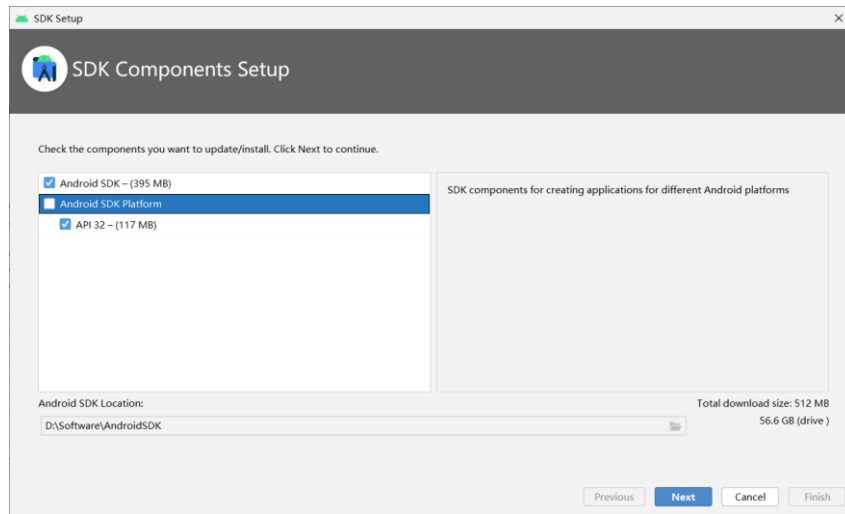 SDK Setup
SDK Components Setup
Check the components you want to update/install. Click Next to continue.
Android SDK – (395 MB)
Android SDK Platform
API 32 – (117 MB)
SDK components for creating applications for different Android platforms
Android SDK Location:
Total download size: 512 MB
D:\Software\AndroidSDK
56.6 GB (drive )
Previous Next Cancel Finish